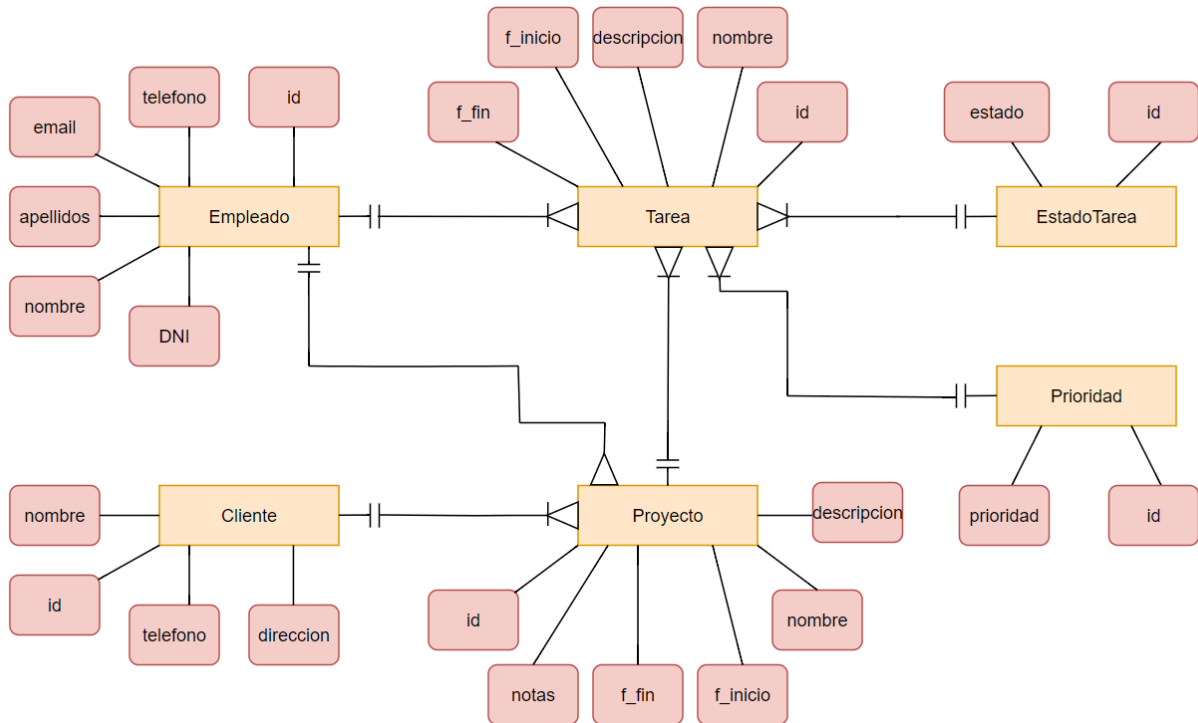 f_inicio
descripcion
nombre
telefono
id
f_fin
id
estado
id
email
apellidos
Empleado
Tarea
EstadoTarea
nombre
DNI
Prioridad
nombre
Cliente
Proyecto
descripcion
prioridad
id
id
telefono
direccion
id
nombre
notas
f_fin
f_inicio